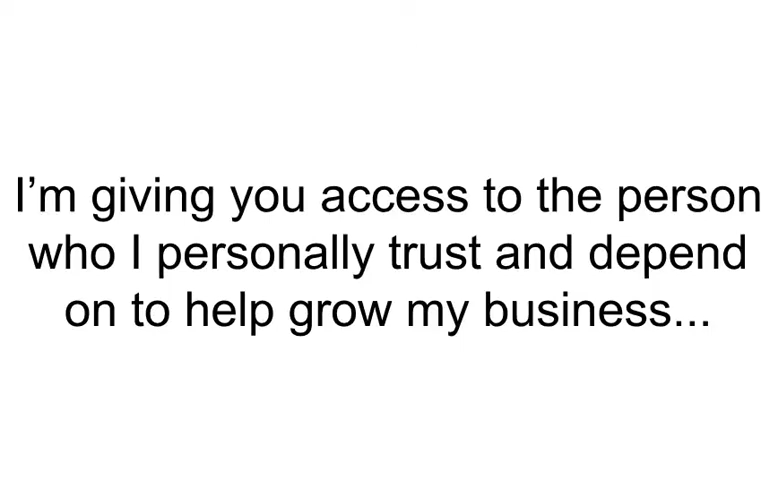 I’m giving you access to the person
who I personally trust and depend
on to help grow my business...